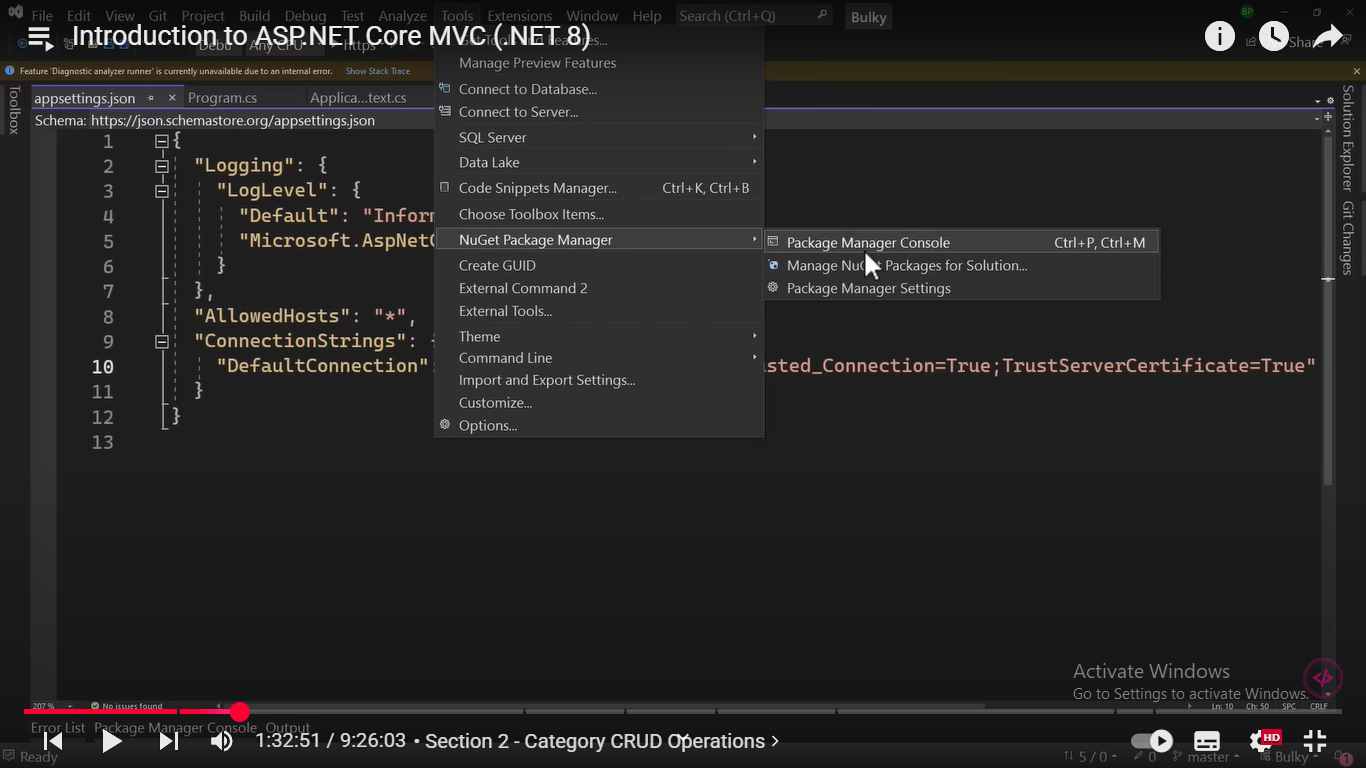 File Edit View Git Project Build Debug Test Analyze Tools Extensions Window Help Search (Ctrl+Q) Bulky BP
Introduction to ASP.NET Core MVC (.NET 8)
Share
Feature 'Diagnostic analyzer runner' is currently unavailable due to an internal error. Show Stack Trace
Manage Preview Features
Connect to Database...
Connect to Server...
SQL Server
Data Lake
Code Snippets Manager... Ctrl+K, Ctrl+B
Choose Toolbox Items...
NuGet Package Manager
Create GUID
External Command 2
External Tools...
Theme
Command Line
Import and Export Settings...
Customize...
Options...
Package Manager Console Ctrl+P, Ctrl+M
Manage Packages for Solution...
Package Manager Settings
Toolbox
appsettings.json Program.cs Applica...text.cs
Schema: https://json.schemastore.org/appsettings.json
1 {
2 "Logging": {
3 "LogLevel": {
4 "Default": "Infor
5 "Microsoft.AspNet
6 }
7 },
8 "AllowedHosts": "*",
9 "ConnectionStrings":
10 "DefaultConnection" sted_Connection=True;TrustServerCertificate=True"
11 }
12 }
13
Solution Explorer
Git Changes
Activate Windows
Go to Settings to activate Windows.
207 % No issues found Ln: 10 Ch: 50 SPC CRLF
Error List Package Manager Console Output
1:32:51 / 9:26:03 • Section 2 - Category CRUD Operations
HD
Ready 5 / 0 0 master Bulky 1